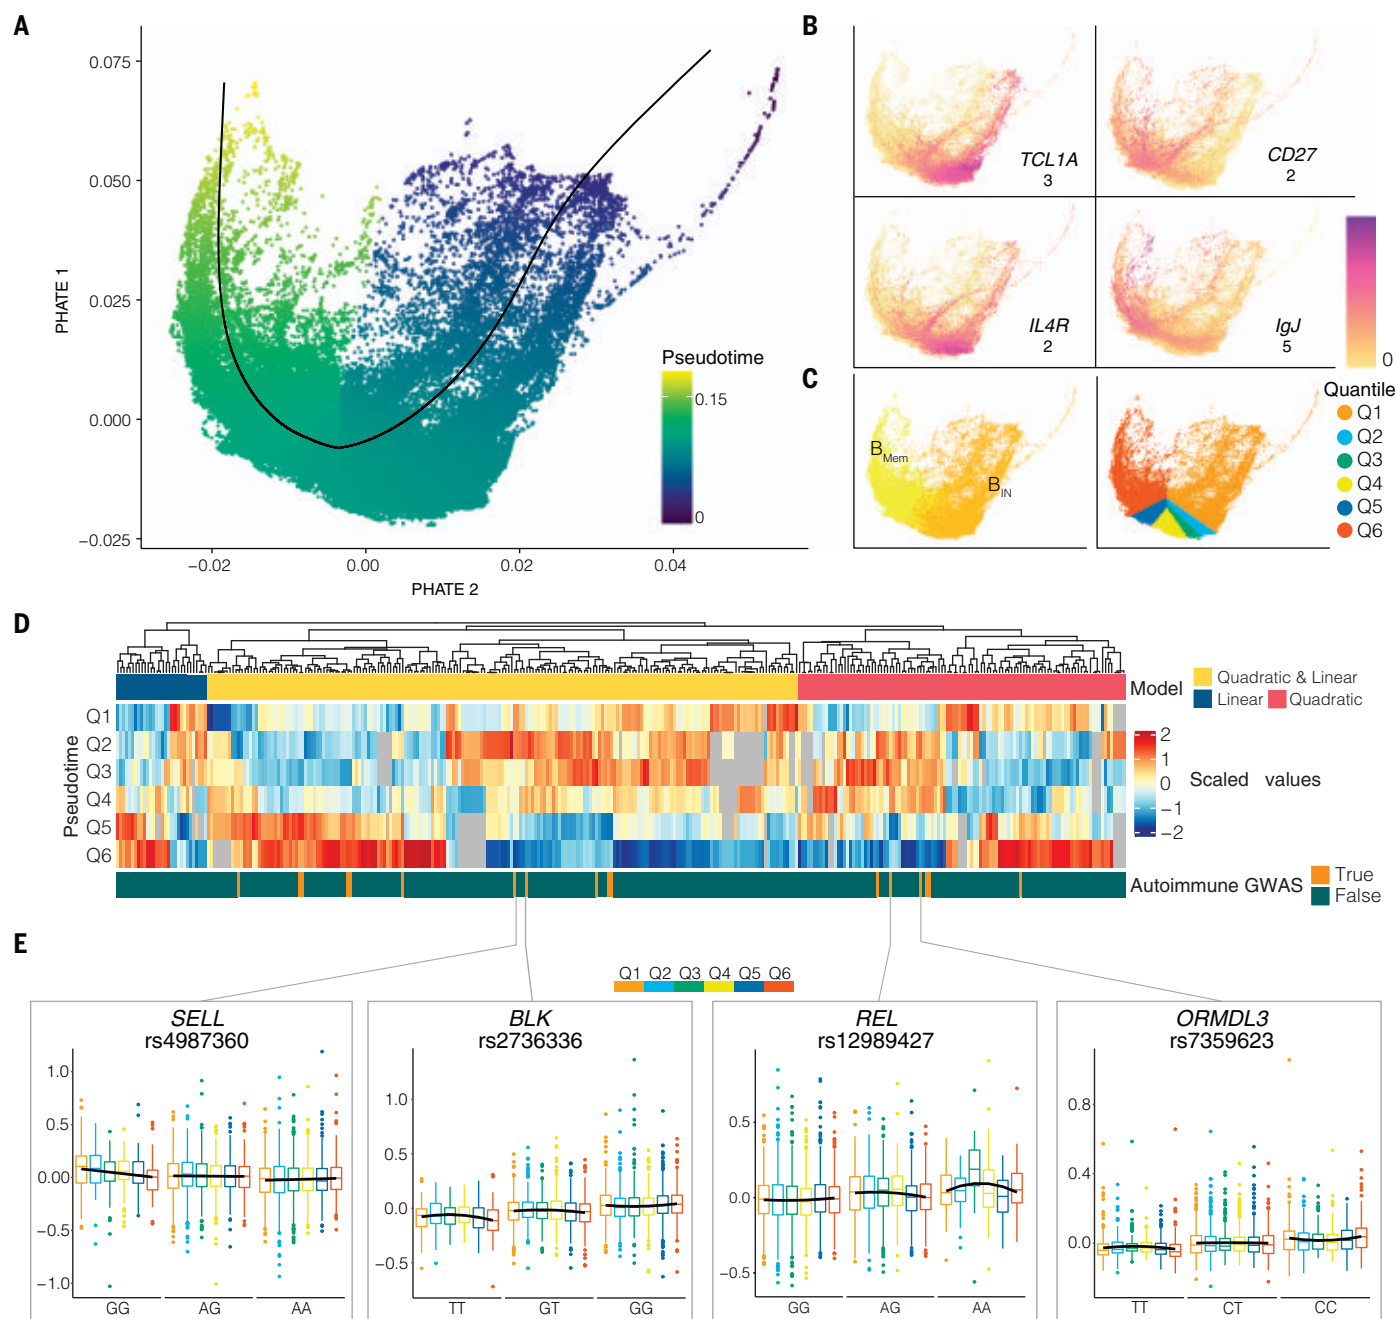 A
0.075
0.050
0.025
0.000
−0.025
PHATE 1
−0.02
0.00
0.02
0.04
PHATE 2
Pseudotime
0.15
0
B
TCL1A
3
CD27
2
IL4R
2
IgJ
5
0
C
BMem
BIN
Quantile
Q1
Q2
Q3
Q4
Q5
Q6
D
Model
Quadratic & Linear
Linear
Quadratic
Pseudotime
Q1
Q2
Q3
Q4
Q5
Q6
2
1
0
−1
−2
Scaled values
Autoimmune GWAS
True
False
E
Q1 Q2 Q3 Q4 Q5 Q6
SELL
rs4987360
1.0
0.5
0.00
−0.5
−1.0
GG AG AA
BLK
rs2736336
1.0
0.5
0.0
−0.5
TT GT GG
REL
rs12989427
0.5
0.0
−0.5
GG AG AA
ORMDL3
rs7359623
0.8
0.4
0.0
TT CT CC